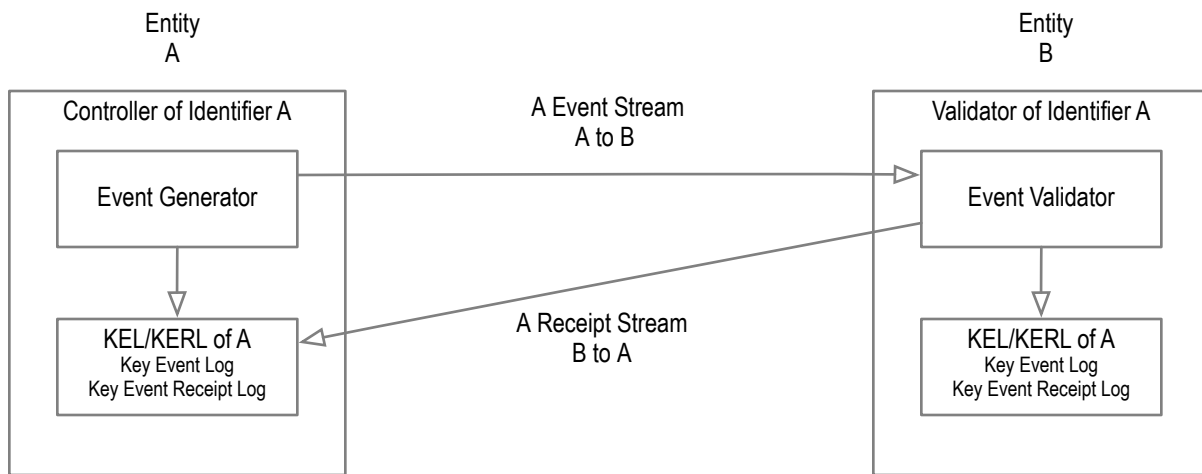 Entity
A
Entity
B
Controller of Identifier A
A Event Stream
A to B
Validator of Identifier A
Event Generator
Event Validator
A Receipt Stream
B to A
KEL/KERL of A
Key Event Log
Key Event Receipt Log
KEL/KERL of A
Key Event Log
Key Event Receipt Log